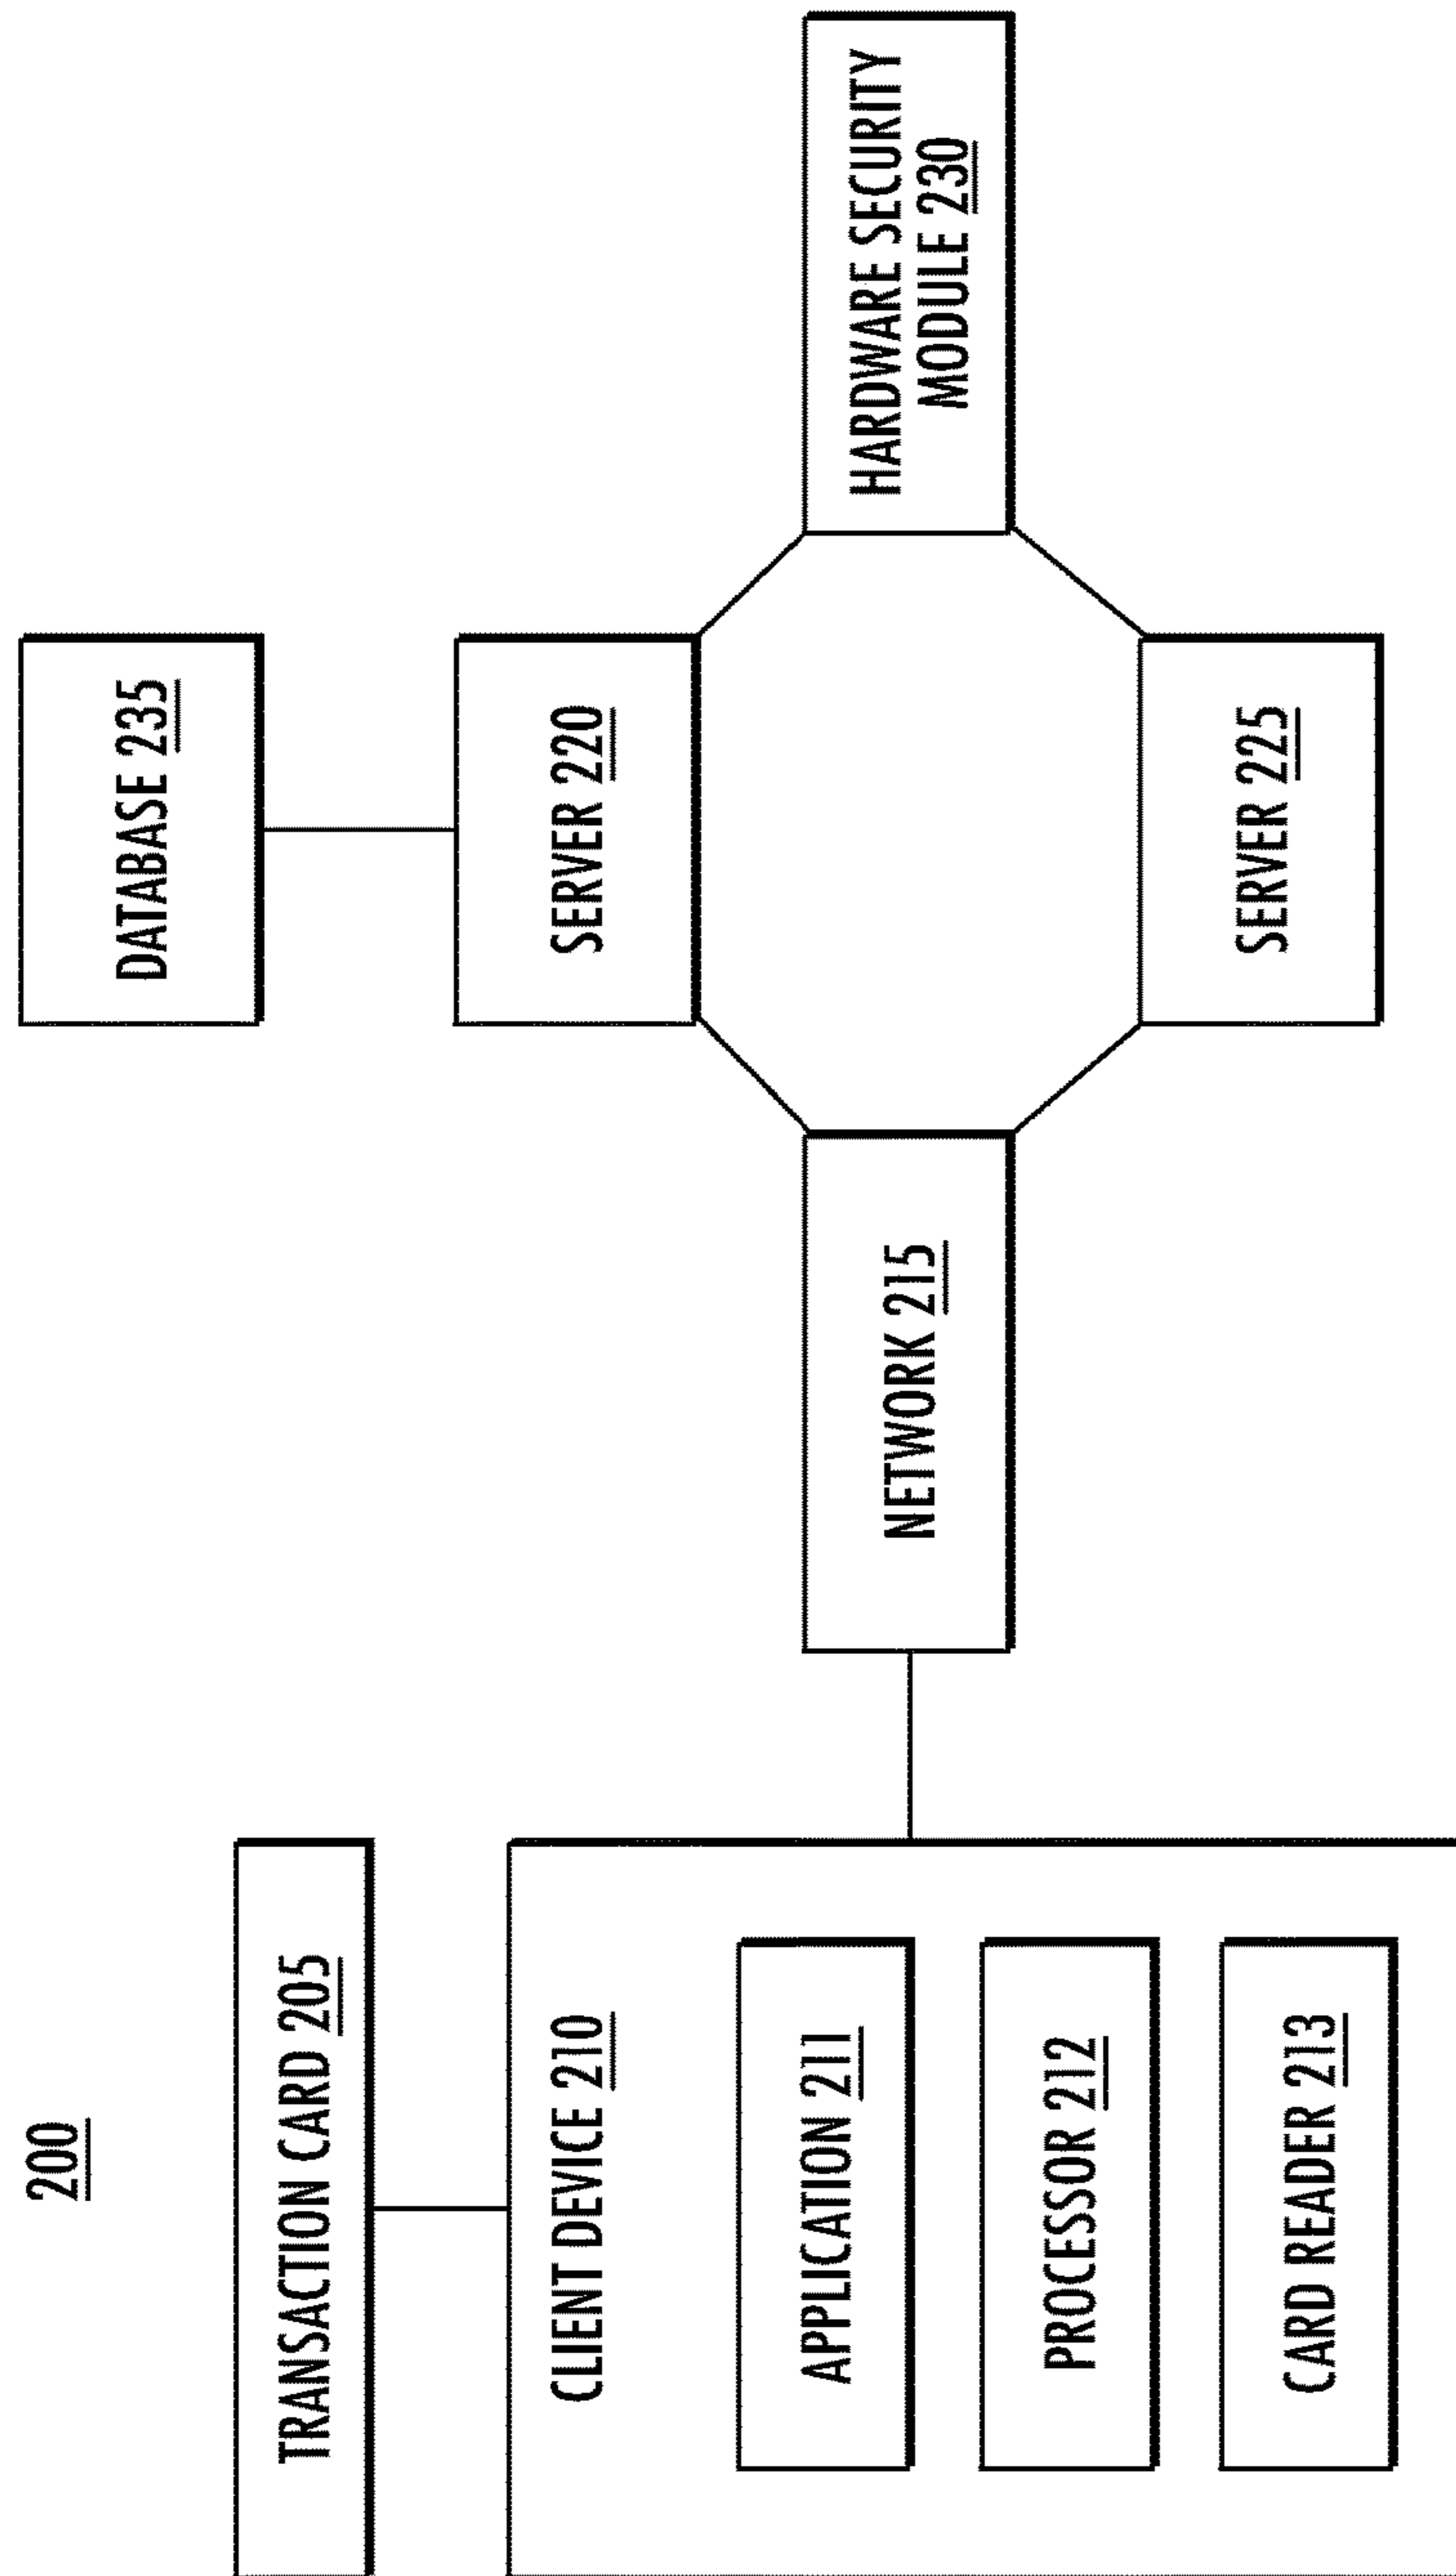 200
TRANSACTION CARD 205
CLIENT DEVICE 210
APPLICATION 211
PROCESSOR 212
CARD READER 213
NETWORK 215
DATABASE 235
SERVER 220
SERVER 225
HARDWARE SECURITY
MODULE 230